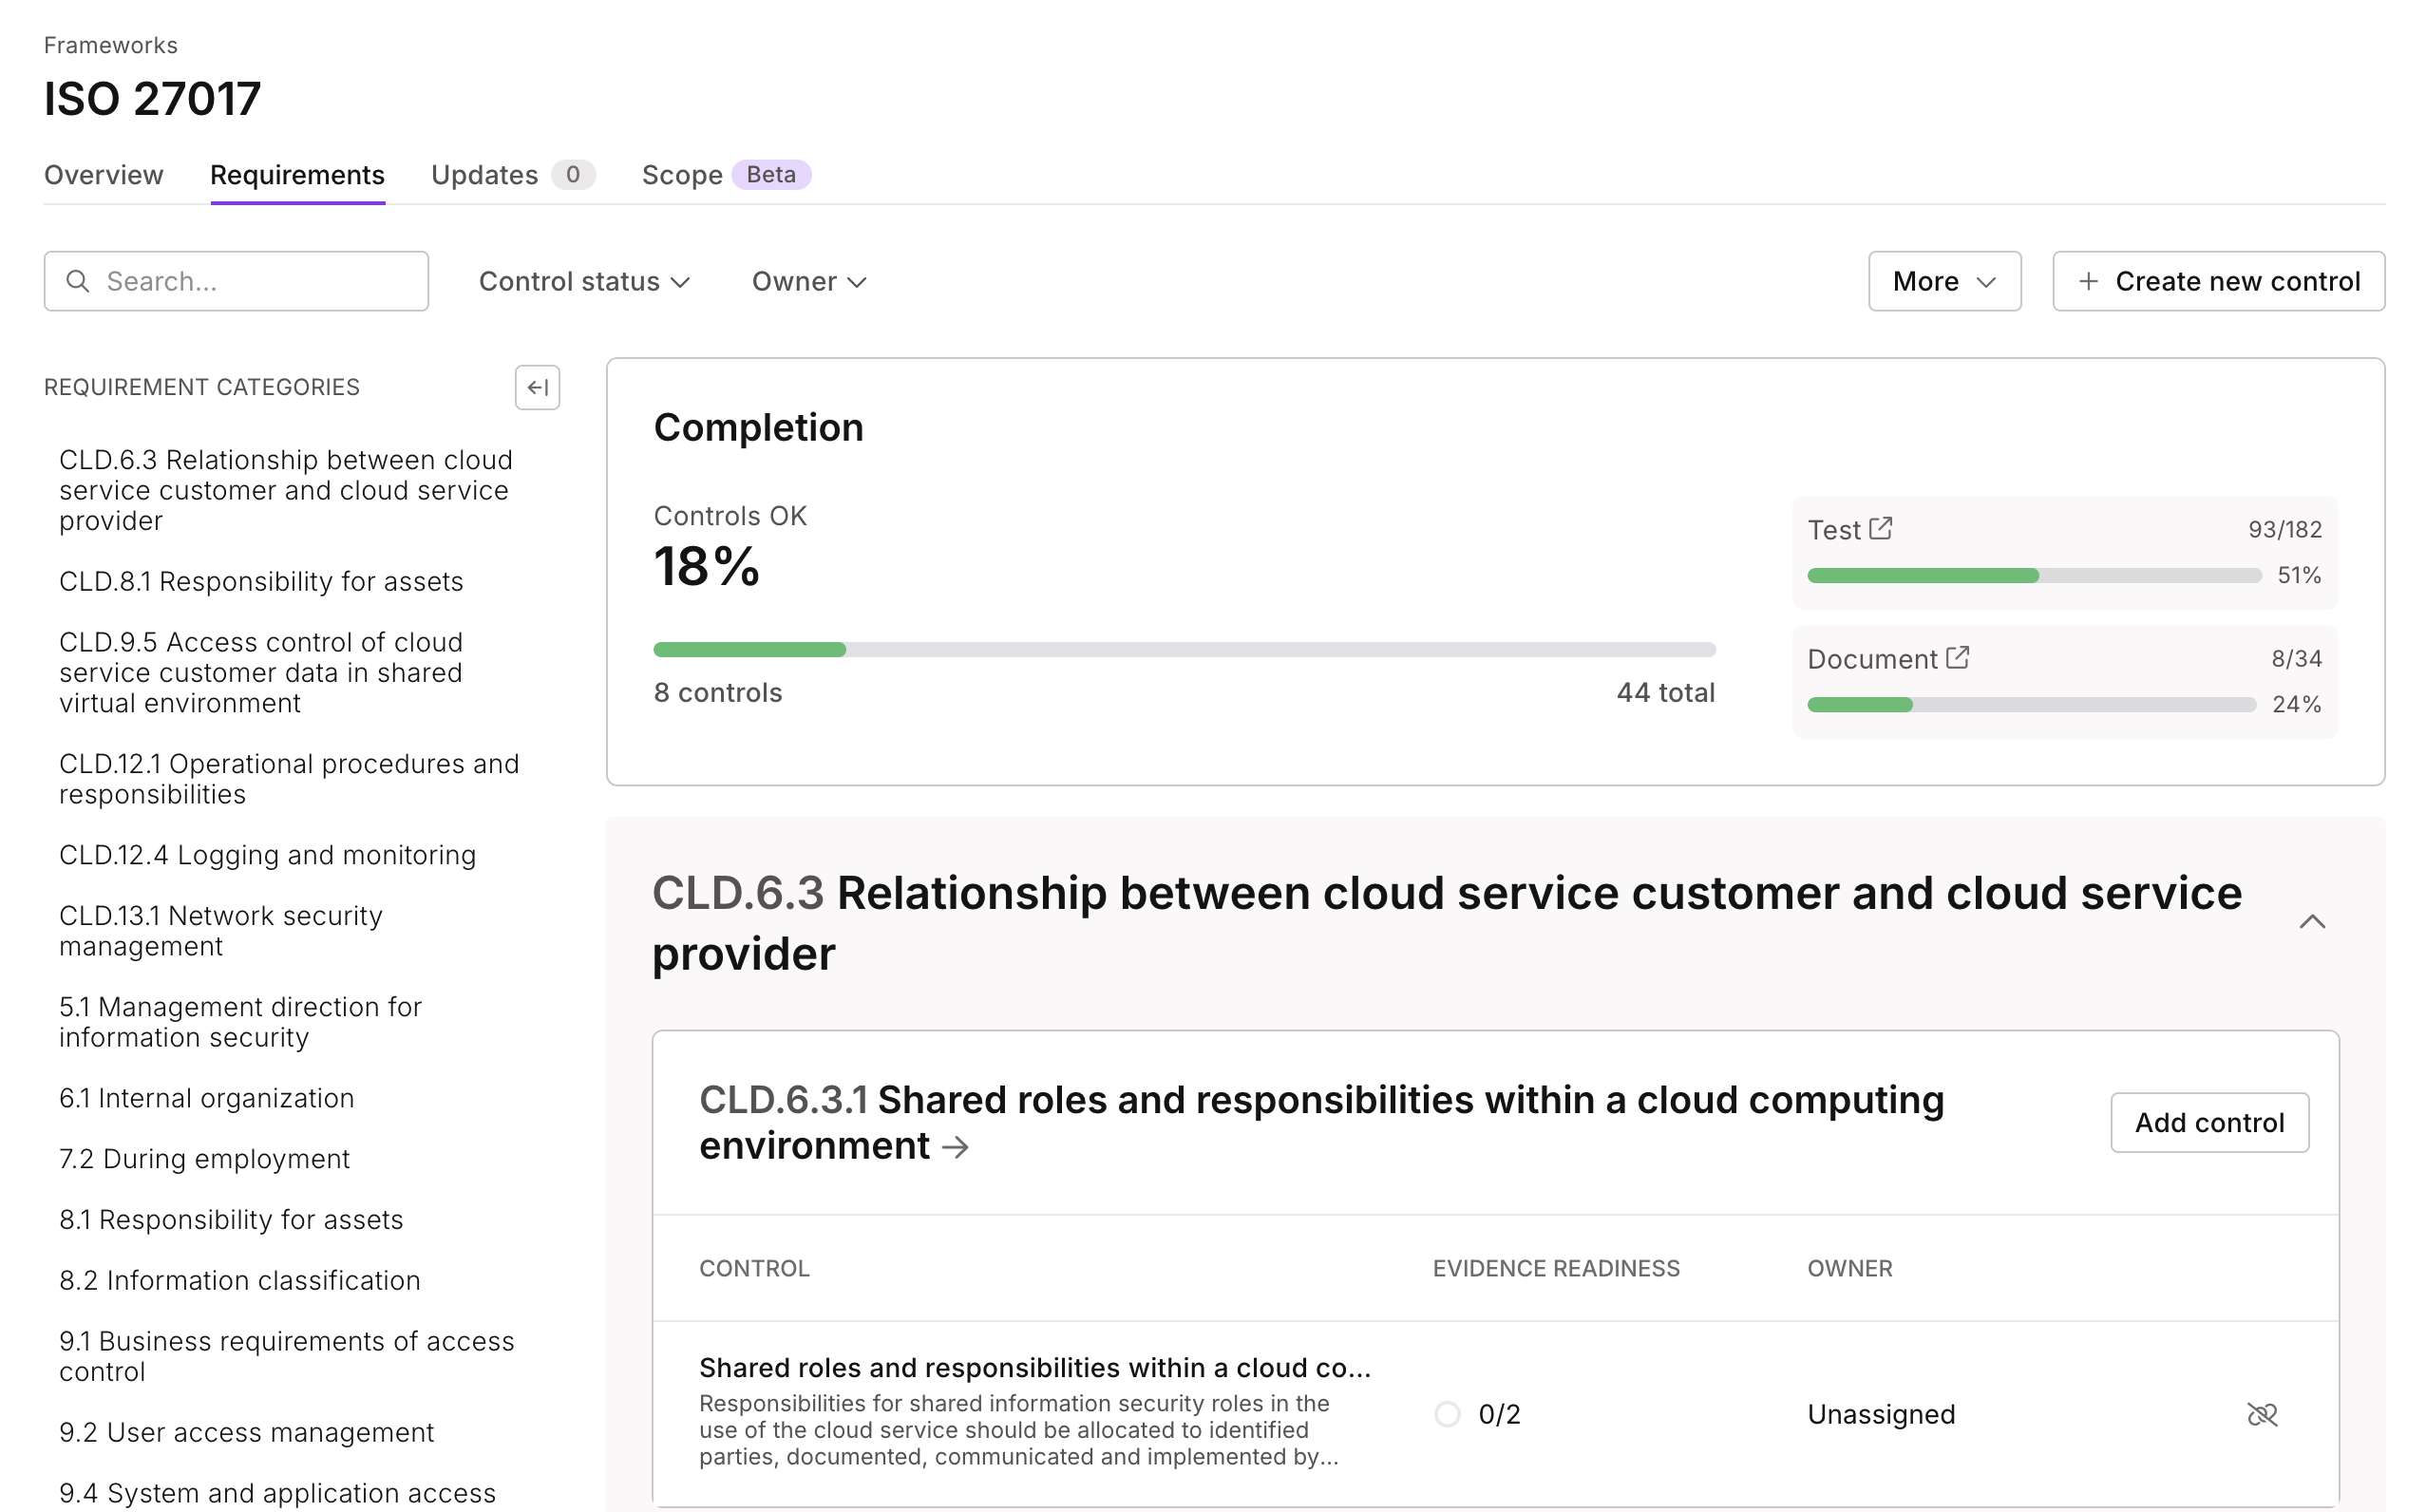 Frameworks
ISO 27017
Overview
Requirements
Updates 0
Scope Beta
Search...
Control status
Owner
More
Create new control
REQUIREMENT CATEGORIES
CLD.6.3 Relationship between cloud
service customer and cloud service
provider
CLD.8.1 Responsibility for assets
CLD.9.5 Access control of cloud
service customer data in shared
virtual environment
CLD.12.1 Operational procedures and
responsibilities
CLD.12.4 Logging and monitoring
CLD.13.1 Network security
management
5.1 Management direction for
information security
6.1 Internal organization
7.2 During employment
8.1 Responsibility for assets
8.2 Information classification
9.1 Business requirements of access
control
9.2 User access management
9.4 System and application access
Completion
Controls OK
18%
8 controls
44 total
Test
93/182
51%
Document
8/34
24%
CLD.6.3 Relationship between cloud service customer and cloud service
provider
CLD.6.3.1 Shared roles and responsibilities within a cloud computing
environment →
Add control
CONTROL
EVIDENCE READINESS
OWNER
Shared roles and responsibilities within a cloud co...
Responsibilities for shared information security roles in the
use of the cloud service should be allocated to identified
parties, documented, communicated and implemented by...
0/2
Unassigned